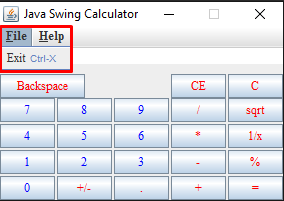 Java Swing Calculator
File Help
Exit Ctrl-X
Backspace CE C
7 8 9 / sqrt
4 5 6 * 1/x
1 2 3 - %
0 +/- . + =